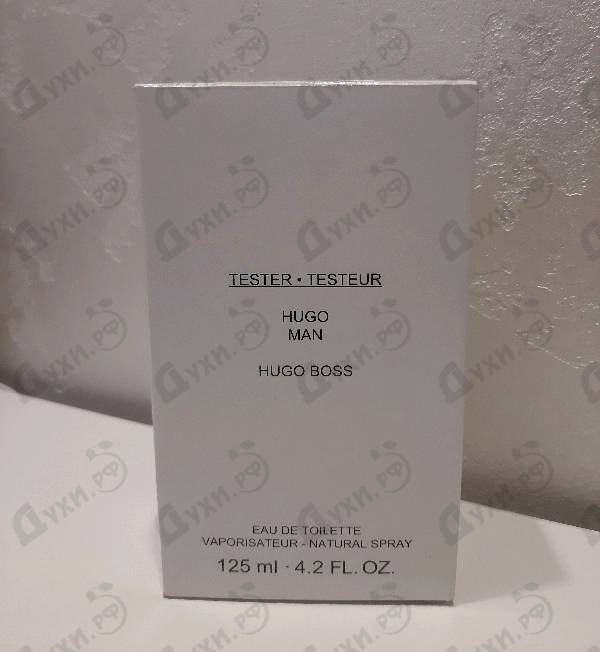 TESTER • TESTEUR
HUGO
MAN
HUGO BOSS
EAU DE TOILETTE
VAPORISATEUR - NATURAL SPRAY
125 ml · 4.2 FL. OZ.
Духи.рф